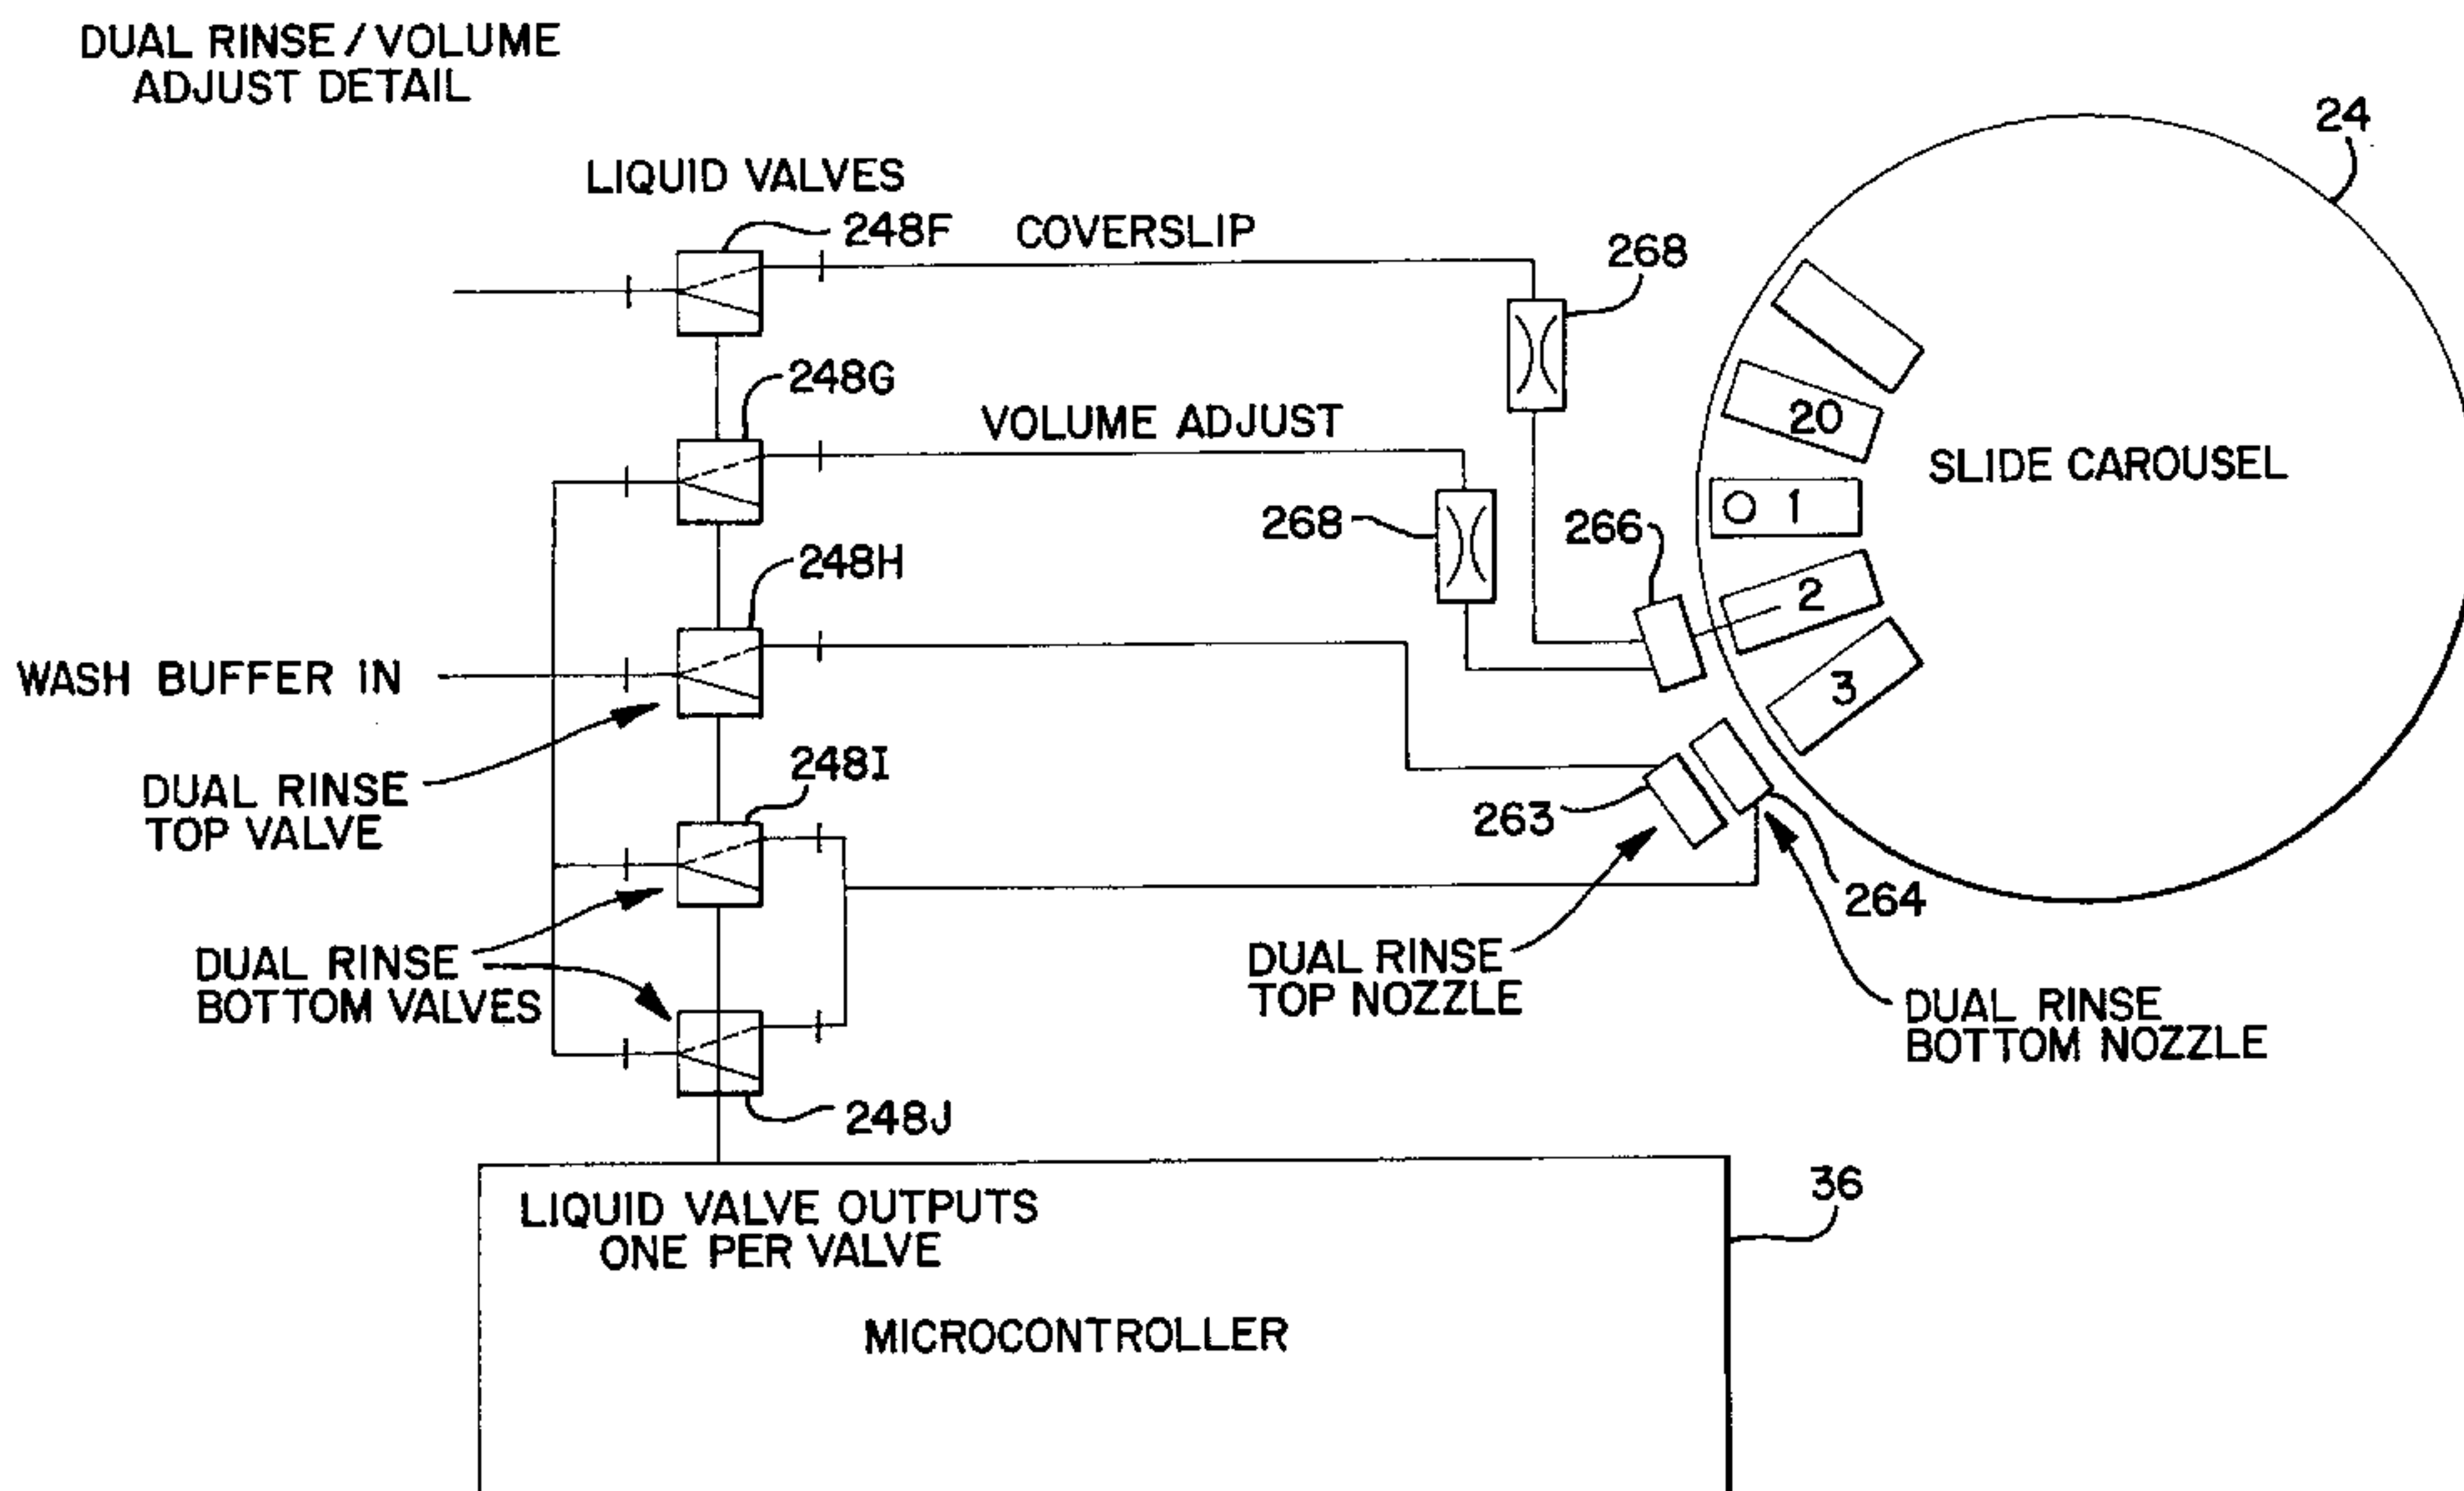 DUAL RINSE/VOLUME
ADJUST DETAIL
24
LIQUID VALVES
248F
COVERSLIP
268
248G
VOLUME ADJUST
20
SLIDE CAROUSEL
1
268
266
248H
2
WASH BUFFER IN
3
248I
DUAL RINSE
TOP VALVE
263
264
DUAL RINSE
BOTTOM VALVES
DUAL RINSE
TOP NOZZLE
DUAL RINSE
BOTTOM NOZZLE
248J
36
LIQUID VALVE OUTPUTS
ONE PER VALVE
MICROCONTROLLER